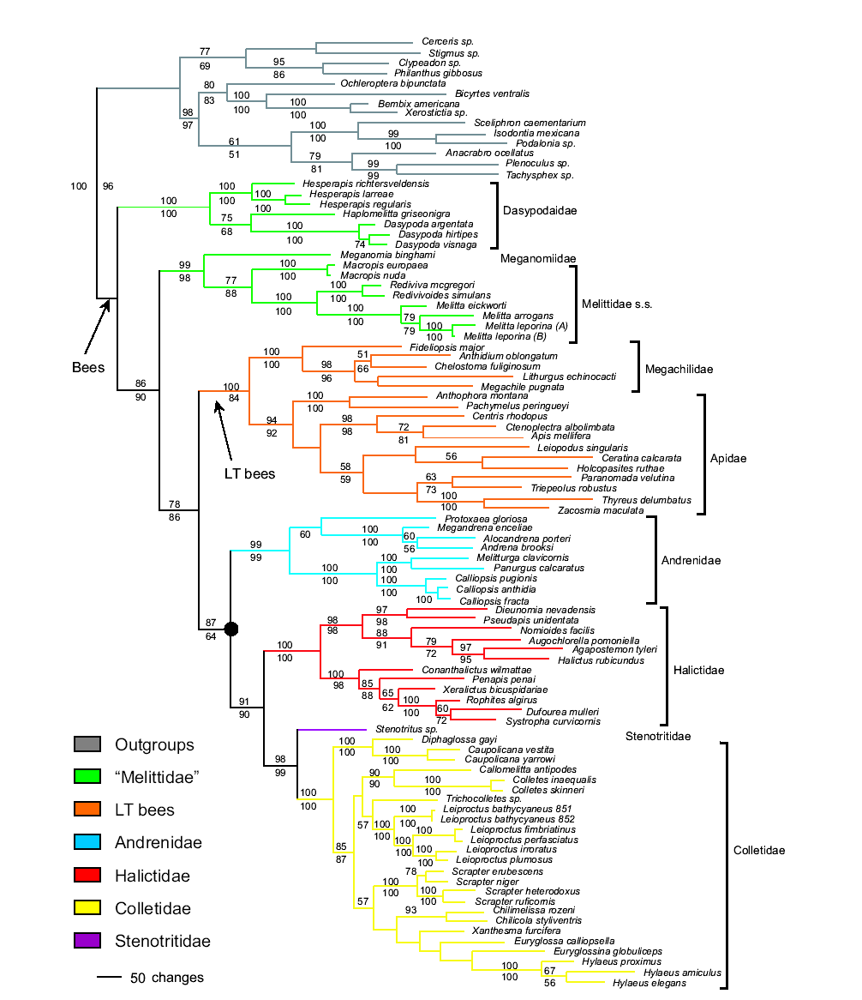 Cerceris sp.
77
Stigmus sp.
69
95
Clypeadon sp.
86
Philanthus gibbosus
80
Ochleroptera bipunctata
83
100
Bicyrtes ventralis
100
100
Bembix americana
100
Xerostictia sp.
98
97
Sceliphron caementarium
100
100
99
Isodontia mexicana
100
Podalonia sp.
61
51
Anacrabro ocellatus
79
81
99
Plenoculus sp.
99
Tachysphex sp.
100
96
Hesperapis richtersveldensis
100
100
100
Hesperapis larreae
100
Hesperapis regularis
100
100
Haplomelitta griseonigra
75
68
100
Dasypoda argentata
100
Dasypoda hirtipes
74
Dasypoda visnaga
Dasypodaidae
Meganomia binghami
Meganomiidae
99
98
100
Macropis europaea
100
Macropis nuda
77
88
100
Rediviva mcgregori
100
Redivivoides simulans
100
100
100
Melitta eickworti
100
79
Melitta arrogans
79
100
Melitta leporina (A)
100
Melitta leporina (B)
Melittidae s.s.
Bees
Fideliopsis major
100
100
51
Anthidium oblongatum
98
96
66
Chelostoma fuliginosum
Lithurgus echinocacti
Megachile pugnata
Megachilidae
86
90
100
84
100
Anthophora montana
100
Pachymelus peringueyi
94
92
98
Centris rhodopus
98
72
Ctenoplectra albolimbata
81
Apis mellifera
Leiopodus singularis
56
Ceratina calcarata
Holcopasites ruthae
58
59
63
Paranomada velutina
73
Triepeolus robustus
100
Thyreus delumbatus
100
Zacosmia maculata
Apidae
LT bees
78
86
Protoxaea gloriosa
60
Megandrena enceliae
100
100
60
Alocandrena porteri
56
Andrena brooksi
99
99
100
Melitturga clavicornis
100
Panurgus calcaratus
100
100
100
Calliopsis pugionis
100
Calliopsis anthidia
100
Calliopsis fracta
Andrenidae
87
64
97
Dieunomia nevadensis
98
Pseudapis unidentata
98
98
88
Nomioides facilis
91
79
Augochlorella pomoniella
72
97
Agapostemon tyleri
95
Halictus rubicundus
100
100
100
Conanthalictus wilmattae
98
85
Penapis penai
88
65
Xeralictus bicuspidariae
62
100
Rophites algirus
100
60
Dufourea mulleri
72
Systropha curvicornis
Halictidae
91
90
Stenotritus sp.
Stenotritidae
98
99
100
Diphaglossa gayi
100
100
Caupolicana vestita
100
Caupolicana yarrowi
100
100
90
Callomelitta antipodes
90
100
Colletes inaequalis
100
Colletes skinneri
Trichocolletes sp.
57
100
Leiproctus bathycyaneus 851
100
Leioproctus bathycyaneus 852
100
100
100
Leioproctus fimbriatinus
100
Leioproctus perfasciatus
100
100
100
Leioproctus irroratus
100
Leioproctus plumosus
85
87
78
Scrapter erubescens
Scrapter niger
100
100
100
Scrapter heterodoxus
100
Scrapter ruficornis
57
93
Chilimelissa rozeni
Chilicola styliventris
Xanthesma furcifera
Euryglossa calliopsella
Euryglossina globuliceps
100
100
Hylaeus proximus
67
Hylaeus amiculus
56
Hylaeus elegans
Colletidae
Outgroups
“Melittidae”
LT bees
Andrenidae
Halictidae
Colletidae
Stenotritidae
50 changes